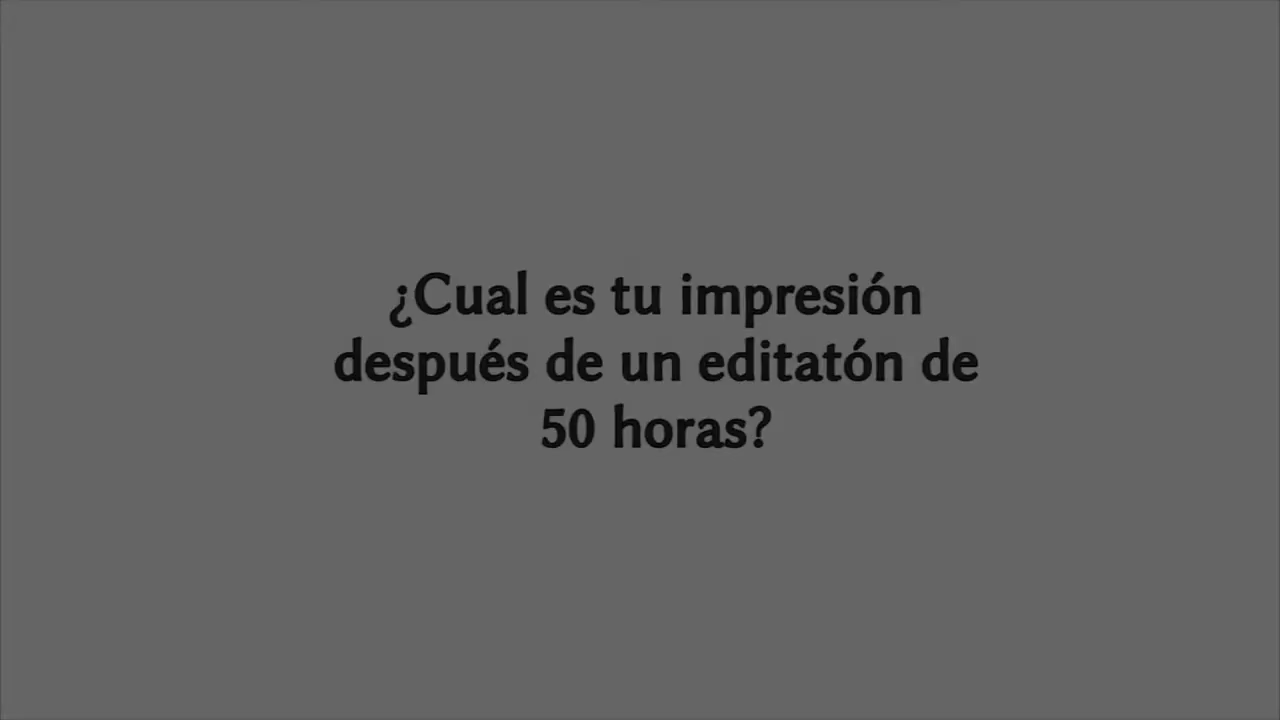 ¿Cual es tu impresión
después de un editatón de
50 horas?